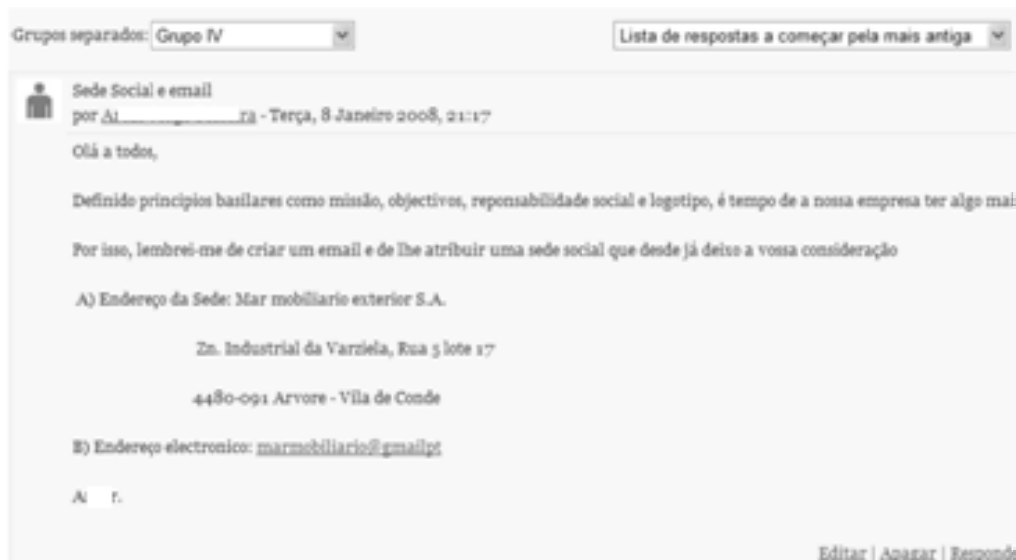 Grupos separados: Grupo IV Lista de respostas a começar pela mais antiga
Sede Social e email
por - Terça, 8 Janeiro 2008, 21:17
Olá a todos,
Definido principios basilares como missão, objectivos, reponsabilidade social e logotipo, é tempo de a nossa empresa ter algo mais
Por isso, lembrei-me de criar um email e de lhe atribuir uma sede social que desde já deixo a vossa consideração
A) Endereço da Sede: Mar mobiliario exterior S.A.
Zn. Industrial da Varziela, Rua 5 lote 17
4480-091 Arvore - Vila de Conde
B) Endereço electronico: marmobiliario@gmailpt
Editar | Apagar | Responde